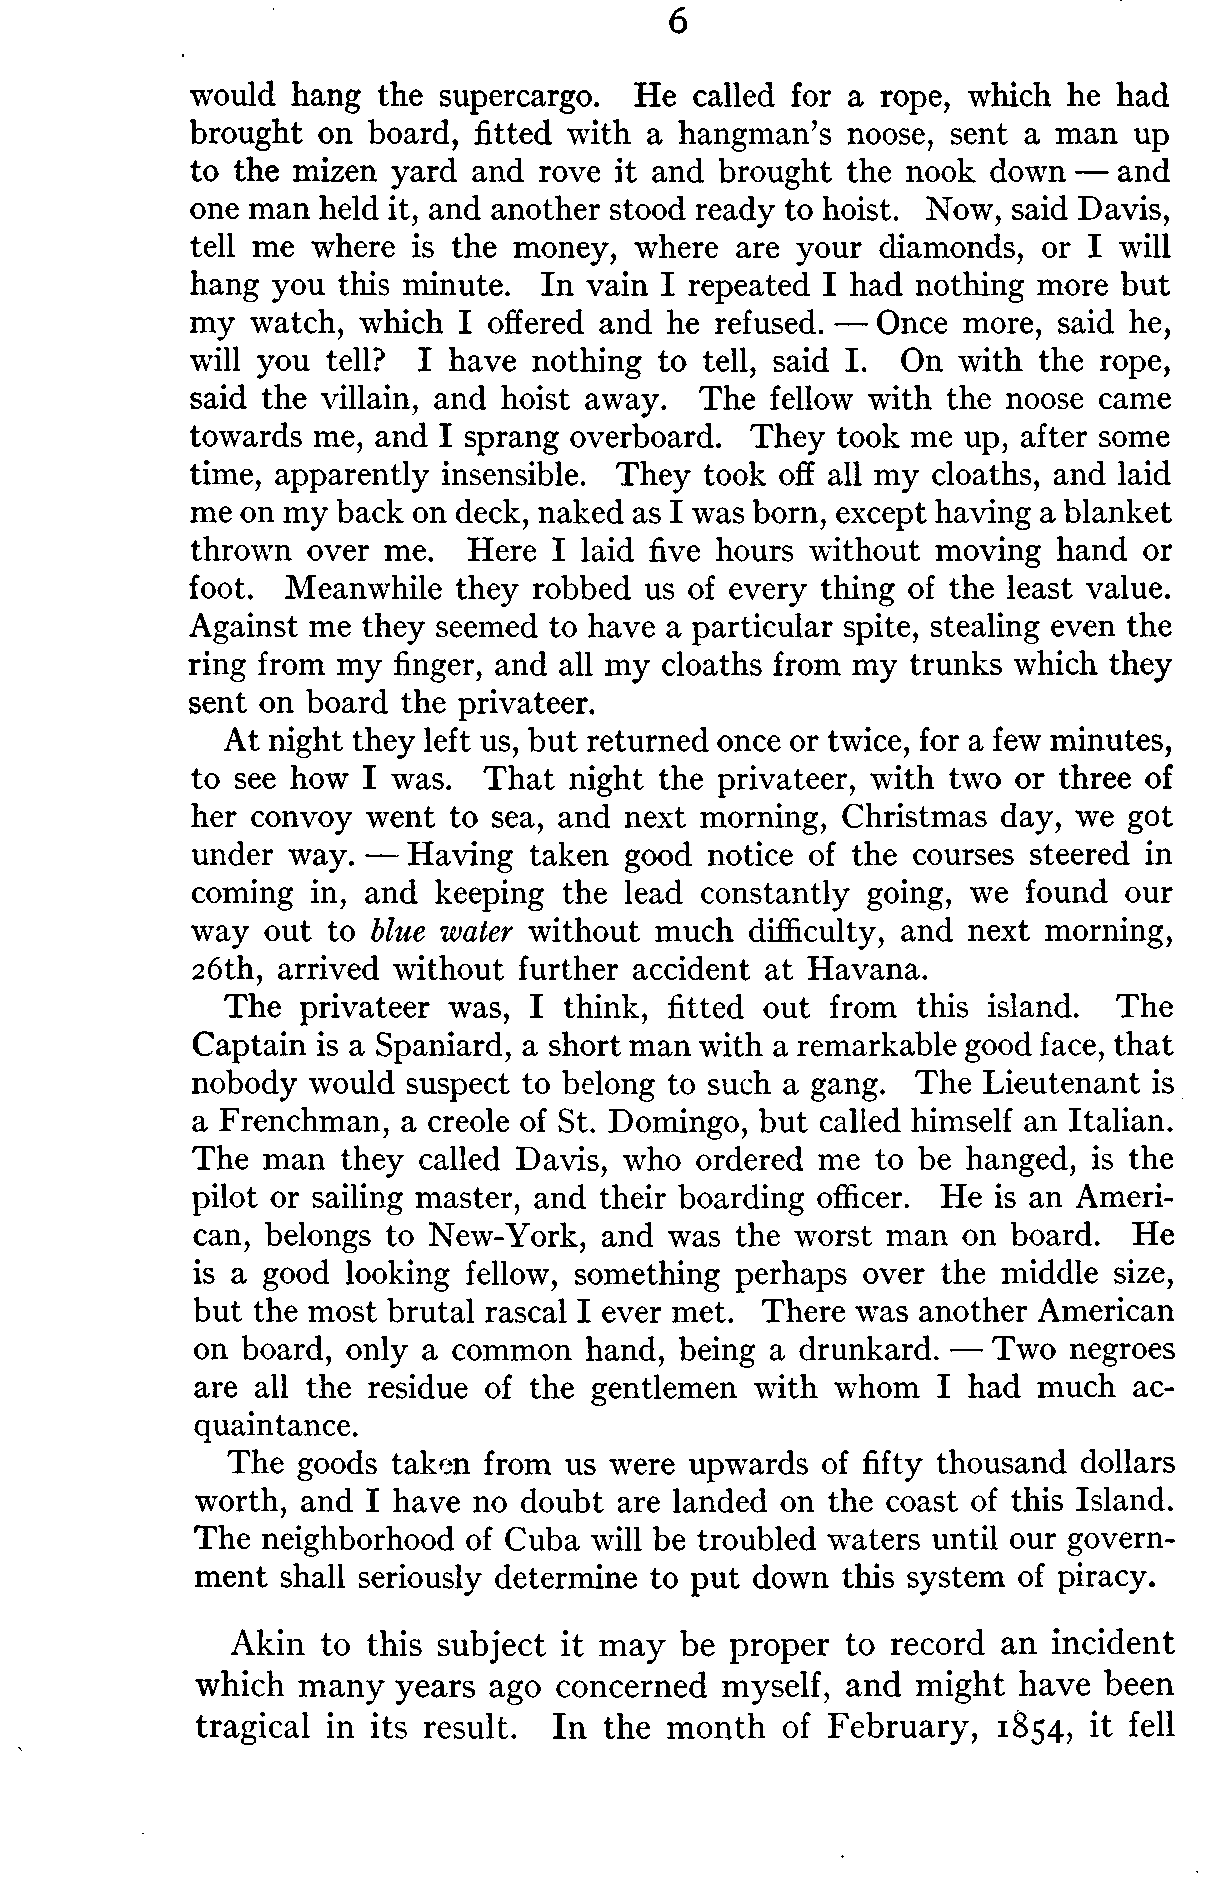 6
would hang the supercargo. He called for a rope, which he had
brought on board, fitted with a hangman's noose, sent a man up
to the mizen yard and rove it and brought the nook down — and
one man held it, and another stood ready to hoist. Now, said Davis,
tell me where is the money, where are your diamonds, or I will
hang you this minute. In vain I repeated I had nothing more but
my watch, which I offered and he refused. — Once more, said he,
will you tell? I have nothing to tell, said I. On with the rope,
said the villain, and hoist away. The fellow with the noose came
towards me, and I sprang overboard. They took me up, after some
time, apparently insensible. They took off all my cloaths, and laid
me on my back on deck, naked as I was born, except having a blanket
thrown over me. Here I laid five hours without moving hand or
foot. Meanwhile they robbed us of every thing of the least value.
Against me they seemed to have a particular spite, stealing even the
ring from my finger, and all my cloaths from my trunks which they
sent on board the privateer.
At night they left us, but returned once or twice, for a few minutes,
to see how I was. That night the privateer, with two or three of
her convoy went to sea, and next morning, Christmas day, we got
under way. — Having taken good notice of the courses steered in
coming in, and keeping the lead constantly going, we found our
way out to blue water without much difficulty, and next morning,
26th, arrived without further accident at Havana.
The privateer was, I think, fitted out from this island. The
Captain is a Spaniard, a short man with a remarkable good face, that
nobody would suspect to belong to such a gang. The Lieutenant is
a Frenchman, a creole of St. Domingo, but called himself an Italian.
The man they called Davis, who ordered me to be hanged, is the
pilot or sailing master, and their boarding officer. He is an Ameri-
can, belongs to New-York, and was the worst man on board. He
is a good looking fellow, something perhaps over the middle size,
but the most brutal rascal I ever met. There was another American
on board, only a common hand, being a drunkard. — Two negroes
are all the residue of the gentlemen with whom I had much ac-
quaintance.
The goods taken from us were upwards of fifty thousand dollars
worth, and I have no doubt are landed on the coast of this Island.
The neighborhood of Cuba will be troubled waters until our govern-
ment shall seriously determine to put down this system of piracy.
Akin to this subject it may be proper to record an incident
which many years ago concerned myself, and might have been
tragical in its result. In the month of February, 1854, it fell